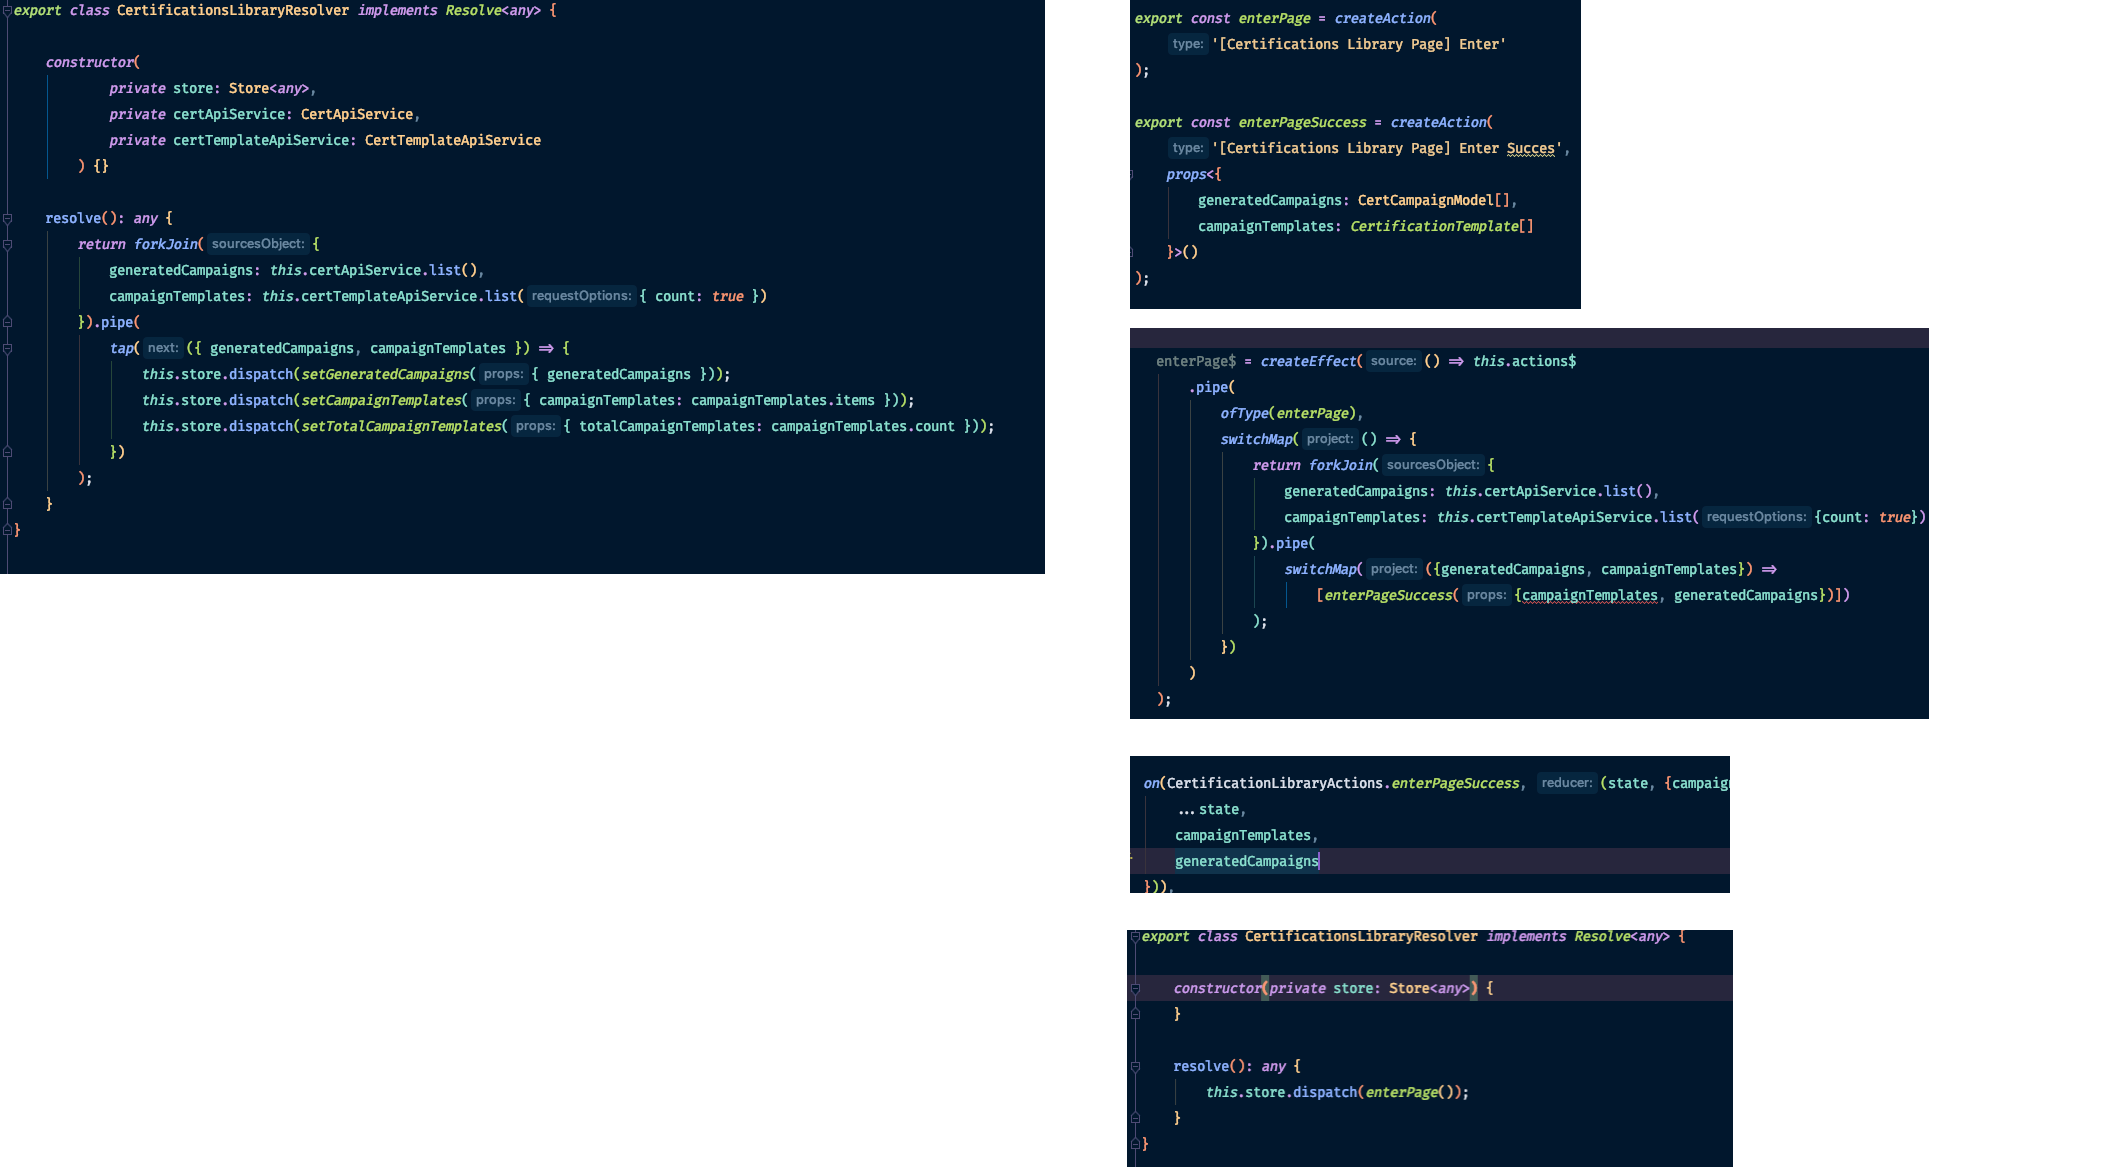 export class CertificationsLibraryResolver implements Resolve<any> {
constructor(
private store: Store<any>,
private certApiService: CertApiService,
private certTemplateApiService: CertTemplateApiService
) {}
resolve(): any {
return forkJoin( sourcesObject: {
generatedCampaigns: this.certApiService.list(),
campaignTemplates: this.certTemplateApiService.list( requestOptions: { count: true })
}).pipe(
tap( next: ({ generatedCampaigns, campaignTemplates }) => {
this.store.dispatch(setGeneratedCampaigns( props: { generatedCampaigns }));
this.store.dispatch(setCampaignTemplates( props: { campaignTemplates: campaignTemplates.items }));
this.store.dispatch(setTotalCampaignTemplates( props: { totalCampaignTemplates: campaignTemplates.count }));
})
);
}
}
export const enterPage = createAction(
type: '[Certifications Library Page] Enter'
);
export const enterPageSuccess = createAction(
type: '[Certifications Library Page] Enter Succes',
props<{
generatedCampaigns: CertCampaignModel[],
campaignTemplates: CertificationTemplate[]
}>()
);
enterPage$ = createEffect( source: () => this.actions$
.pipe(
ofType(enterPage),
switchMap( project: () => {
return forkJoin( sourcesObject: {
generatedCampaigns: this.certApiService.list(),
campaignTemplates: this.certTemplateApiService.list( requestOptions: {count: true})
}).pipe(
switchMap( project: ({generatedCampaigns, campaignTemplates}) =>
[enterPageSuccess( props: {campaignTemplates, generatedCampaigns})])
);
})
)
);
on(CertificationLibraryActions.enterPageSuccess, reducer: (state, {campaig
...state,
campaignTemplates,
generatedCampaigns
})),
export class CertificationsLibraryResolver implements Resolve<any> {
constructor(private store: Store<any>) {
}
resolve(): any {
this.store.dispatch(enterPage());
}
}